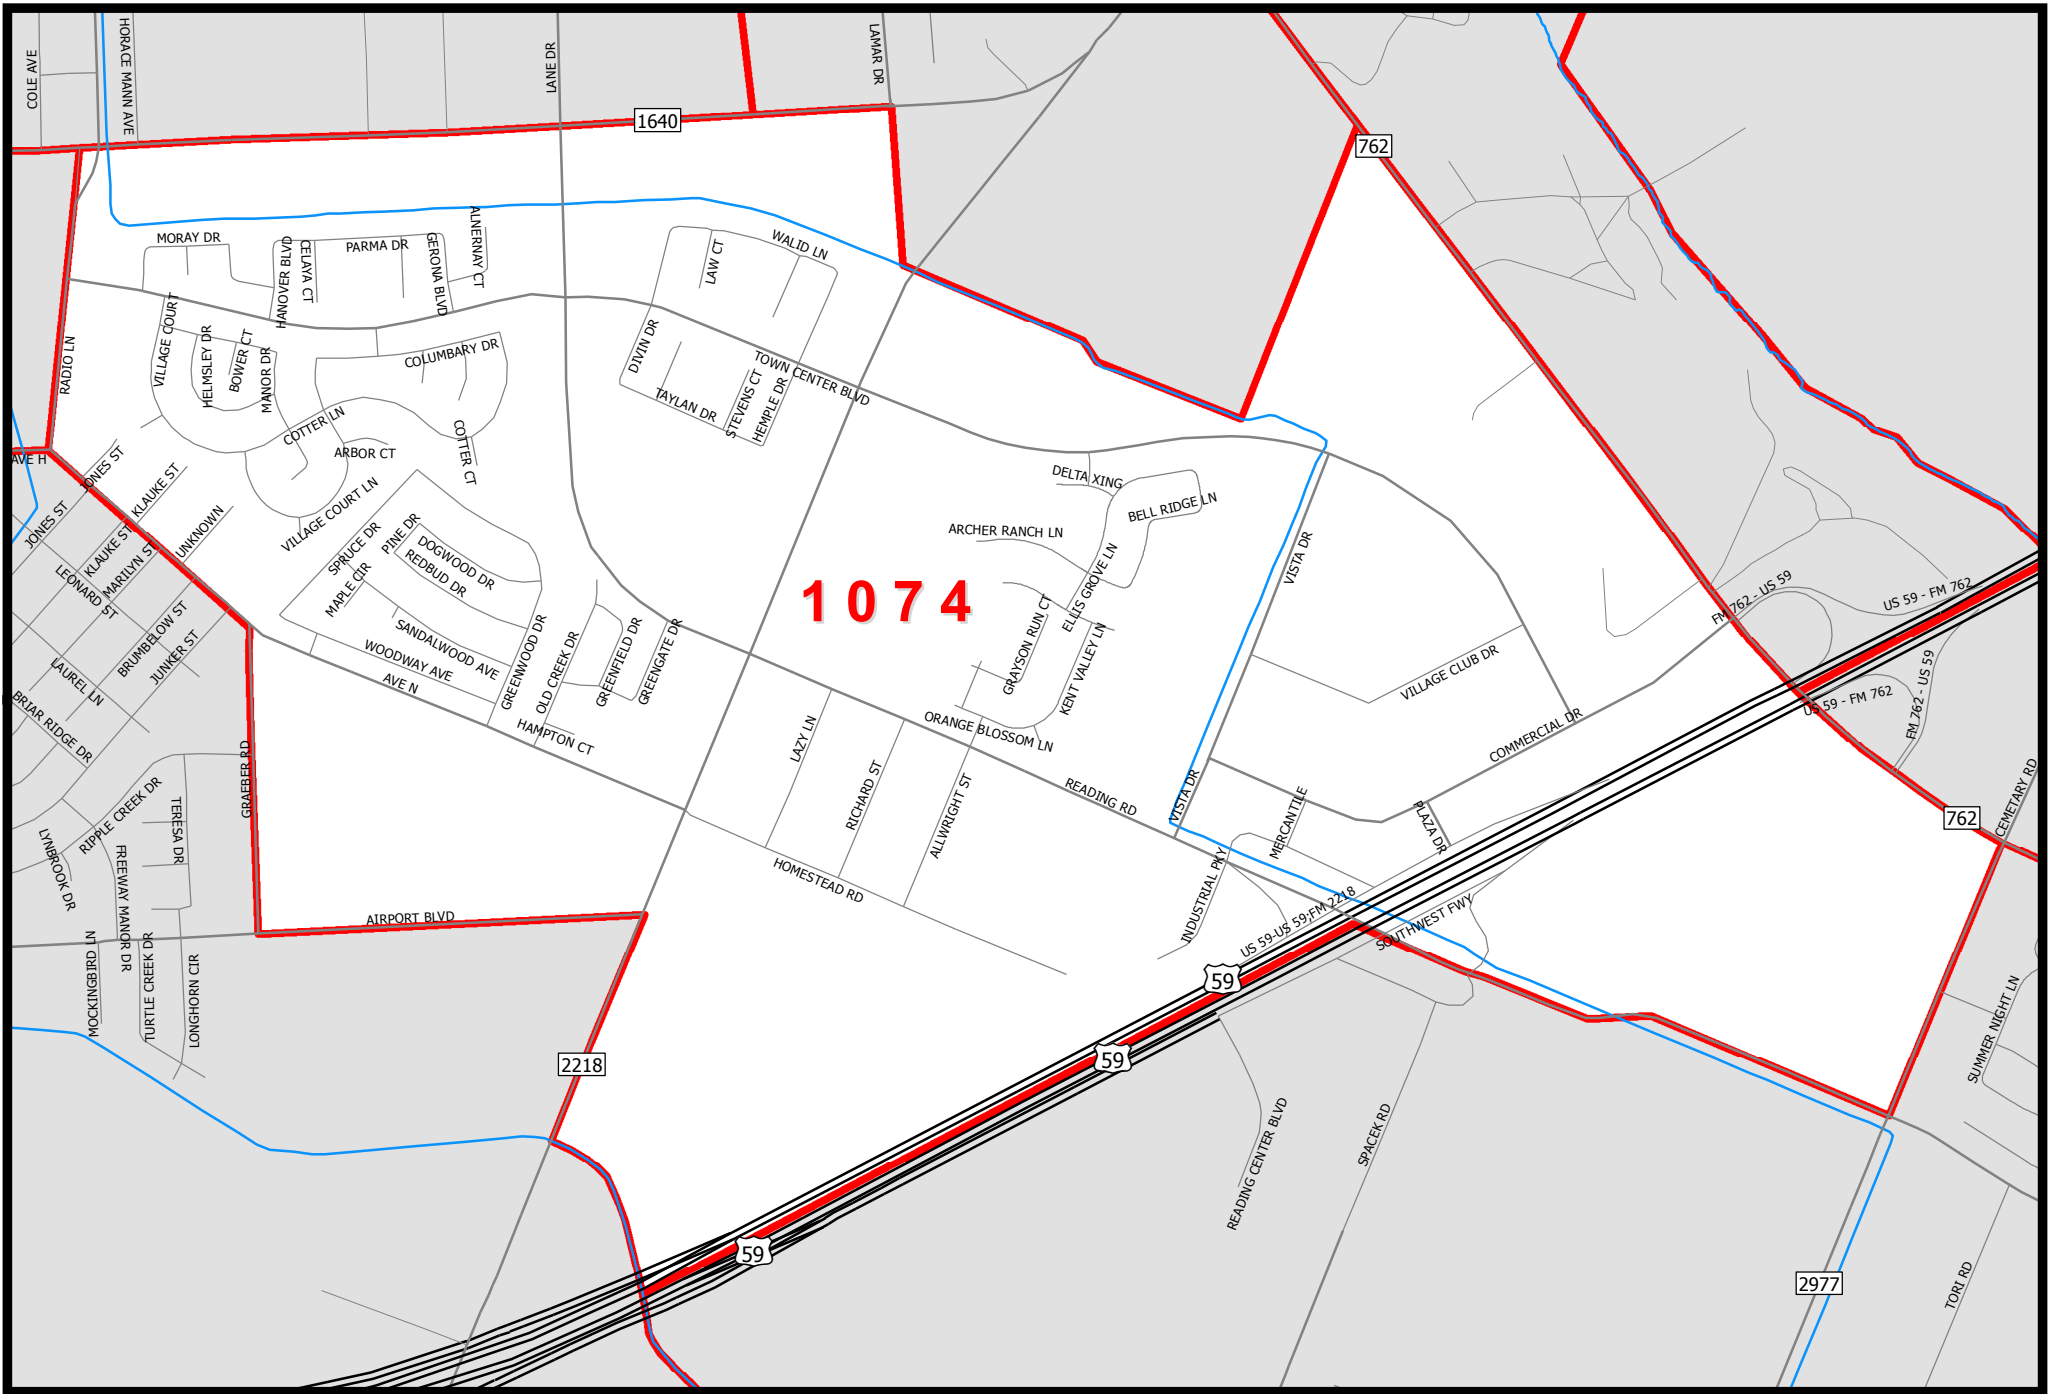 COLE AVE
HORACE MANN AVE
LANE DR
LAMAR DR
1640
762
MORAY DR
HANOVER BLVD
CELAYA CT
PARMA DR
GERONA BLVD
ALNERNAY CT
LAW CT
WALID LN
RADIO LN
VILLAGE COURT
HELMSLEY DR
BOWER CT
MANOR DR
COLUMBARY DR
DIVIN DR
TOWN CENTER BLVD
TAYLAN DR
STEVENS CT
HEMPLE DR
COTTER LN
ARBOR CT
COTTER CT
AVE H
JONES ST
JONES ST
KLAUKE ST
KLAUKE ST
MARILYN ST
UNKNOWN
LEONARD ST
VILLAGE COURT LN
SPRUCE DR
PINE DR
DOGWOOD DR
REDBUD DR
MAPLE CIR
DELTA XING
BELL RIDGE LN
ARCHER RANCH LN
ELLIS GROVE LN
VISTA DR
1074
FM 762 - US 59
US 59 - FM 762
BRUMBELOW ST
JUNKER ST
LAUREL LN
BRIAR RIDGE DR
SANDALWOOD AVE
WOODWAY AVE
AVE N
GREENWOOD DR
OLD CREEK DR
GREENFIELD DR
GREENGATE DR
HAMPTON CT
GRAYSON RUN CT
KENT VALLEY LN
VILLAGE CLUB DR
US 59 - FM 762
FM 762 - US 59
ORANGE BLOSSOM LN
COMMERCIAL DR
LAZY LN
RICHARD ST
ALLWRIGHT ST
READING RD
VISTA DR
MERCANTILE
PLAZA DR
762
CEMETARY RD
GRAEBER RD
RIPPLE CREEK DR
TERESA DR
LYNBROOK DR
FREEWAY MANOR DR
HOMESTEAD RD
INDUSTRIAL PKY
AIRPORT BLVD
US 59-US 59;FM 2218
SOUTHWEST FWY
MOCKINGBIRD LN
TURTLE CREEK DR
LONGHORN CIR
59
59
2218
SUMMER NIGHT LN
READING CENTER BLVD
SPACEK RD
59
2977
TORI RD